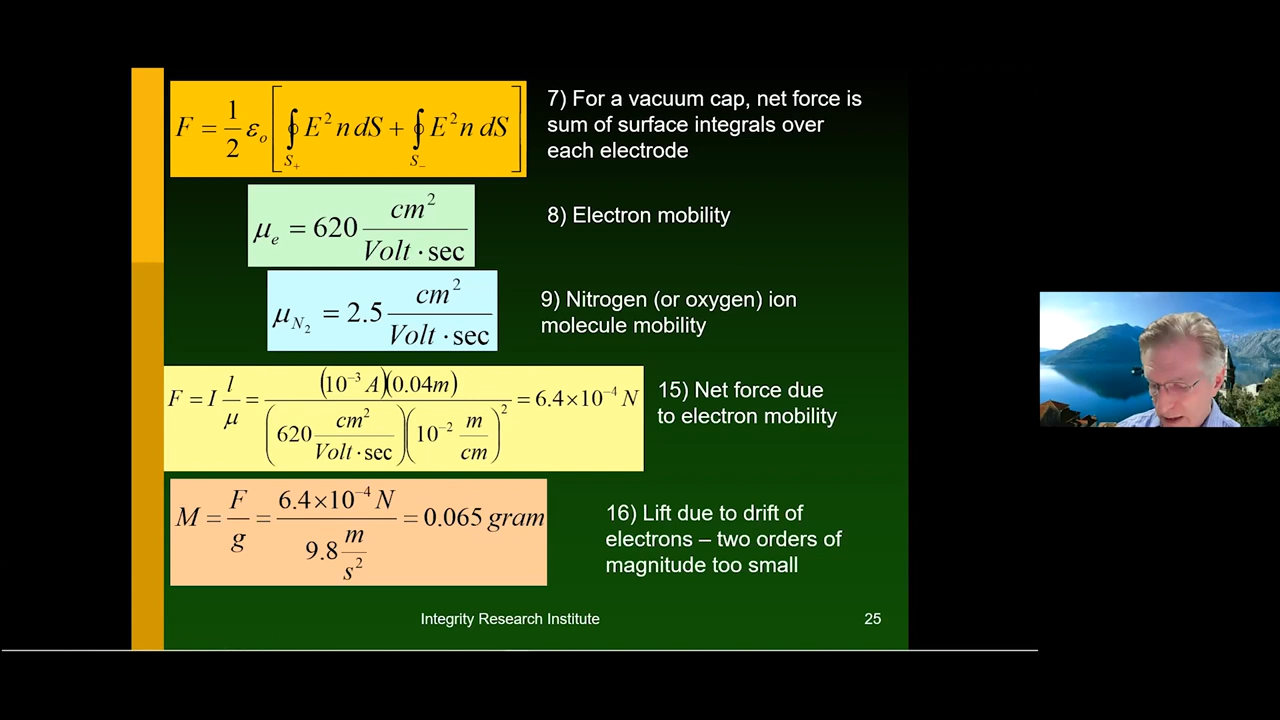 F = 1/2 ε₀ [ ∮_{S₊} E² n dS + ∮_{S₋} E² n dS ]
7) For a vacuum cap, net force is
sum of surface integrals over
each electrode
μₑ = 620 cm² / Volt · sec
8) Electron mobility
μ_{N₂} = 2.5 cm² / Volt · sec
9) Nitrogen (or oxygen) ion
molecule mobility
F = I l/μ = (10⁻³ A)(0.04m) / (620 cm² / Volt · sec)(10⁻² m/cm)² = 6.4×10⁻⁴ N
15) Net force due
to electron mobility
M = F/g = 6.4×10⁻⁴ N / 9.8 m/s² = 0.065 gram
16) Lift due to drift of
electrons – two orders of
magnitude too small
Integrity Research Institute
25